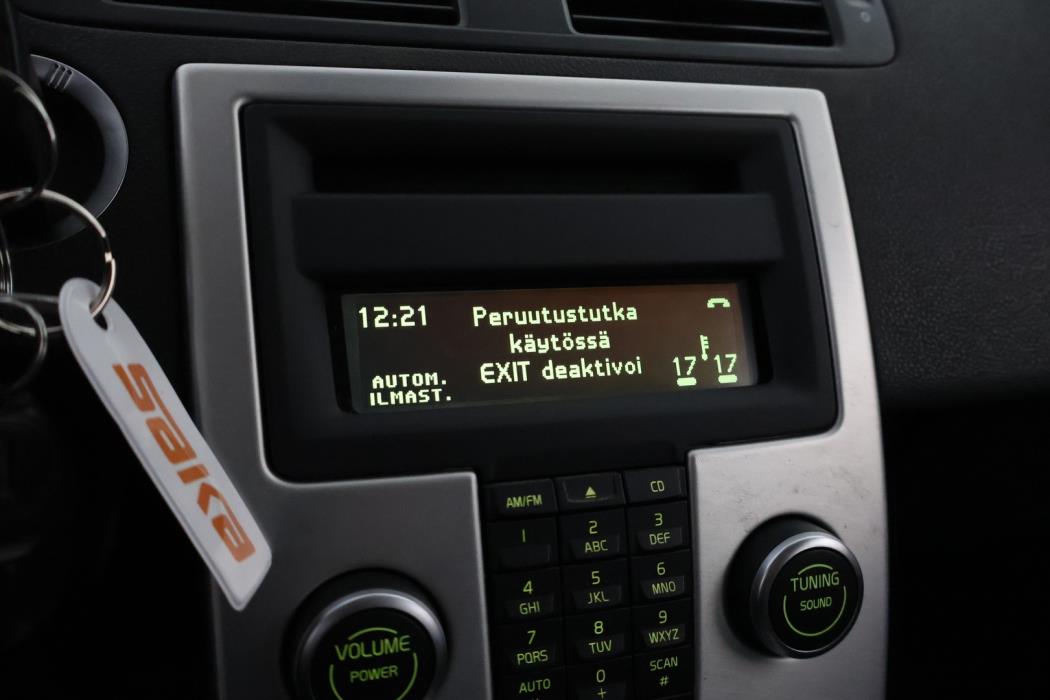 12:21
Peruutustutka
käytössä
EXIT deaktivoi
17 17
AUTOM.
ILMAST.
saka
AM/FM
CD
1
2
ABC
3
DEF
4
GHI
5
JKL
6
MNO
7
PQRS
8
TUV
9
WXYZ
AUTO
0
+
SCAN
#
VOLUME
POWER
TUNING
SOUND